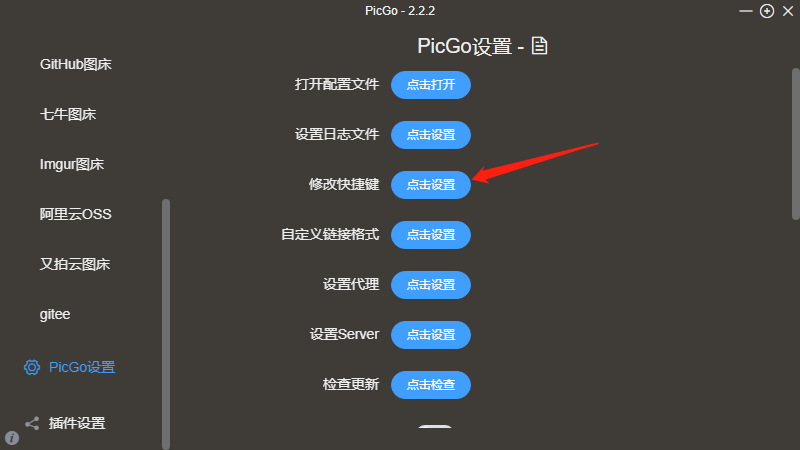 PicGo - 2.2.2
PicGo设置 -
GitHub图床
七牛图床
Imgur图床
阿里云OSS
又拍云图床
gitee
PicGo设置
插件设置
打开配置文件 点击打开
设置日志文件 点击设置
修改快捷键 点击设置
自定义链接格式 点击设置
设置代理 点击设置
设置Server 点击设置
检查更新 点击检查